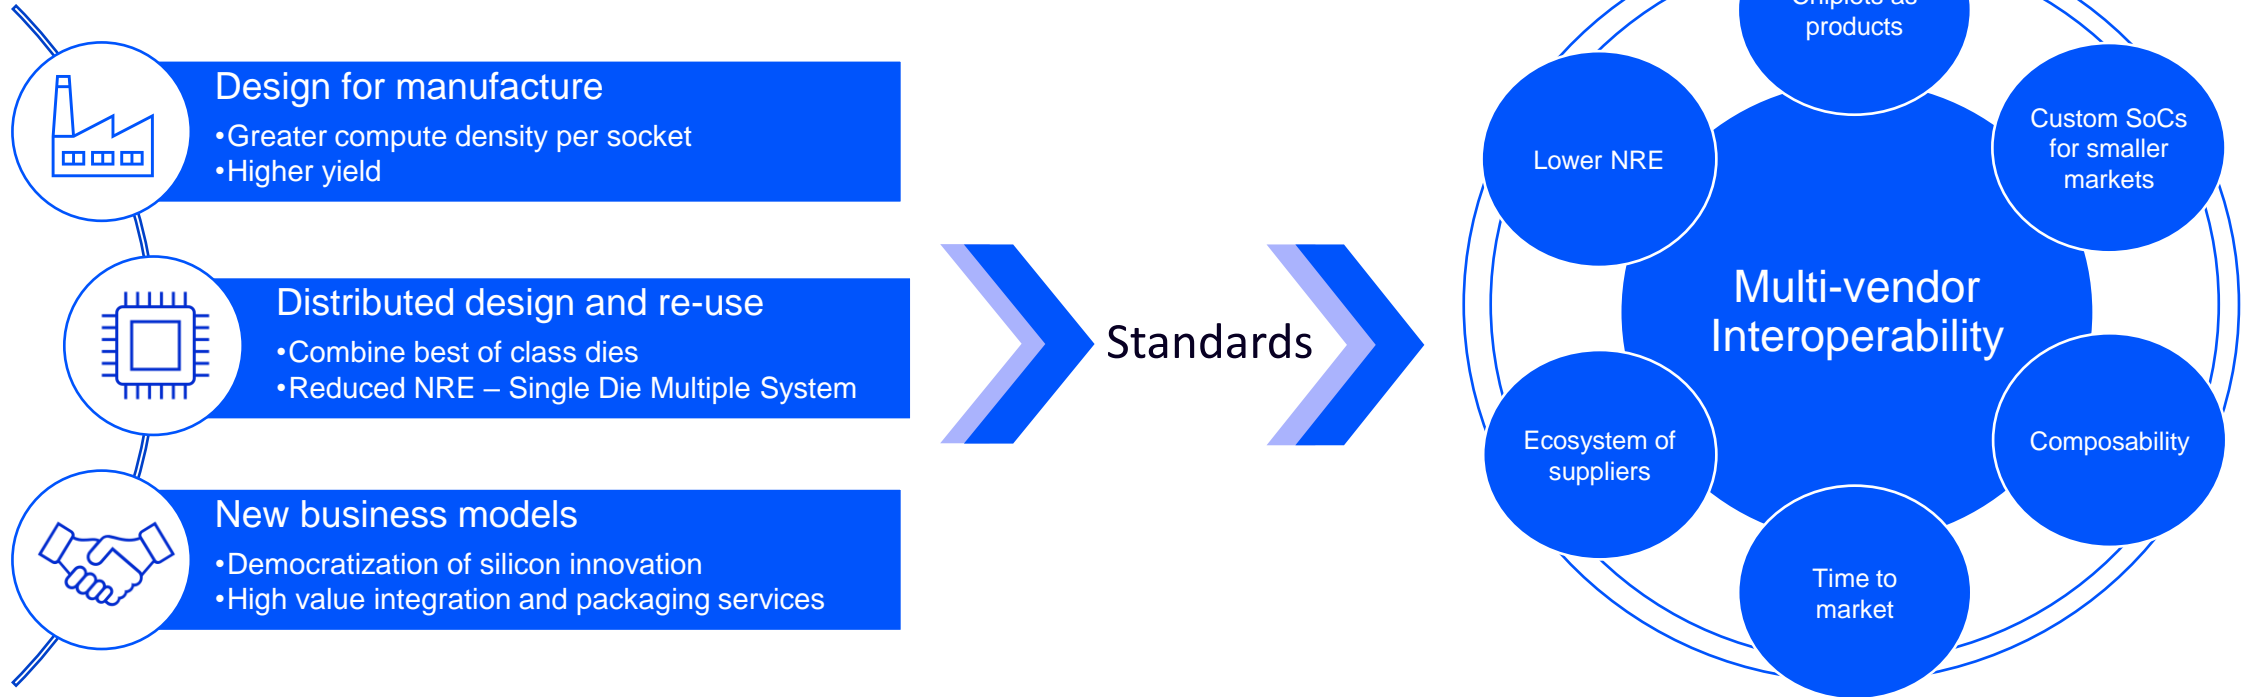 Design for manufacture
•Greater compute density per socket
•Higher yield
Distributed design and re-use
•Combine best of class dies
•Reduced NRE – Single Die Multiple System
New business models
•Democratization of silicon innovation
•High value integration and packaging services
Standards
Chiplets as
products
Custom SoCs
for smaller
markets
Composability
Time to
market
Ecosystem of
suppliers
Lower NRE
Multi-vendor
Interoperability